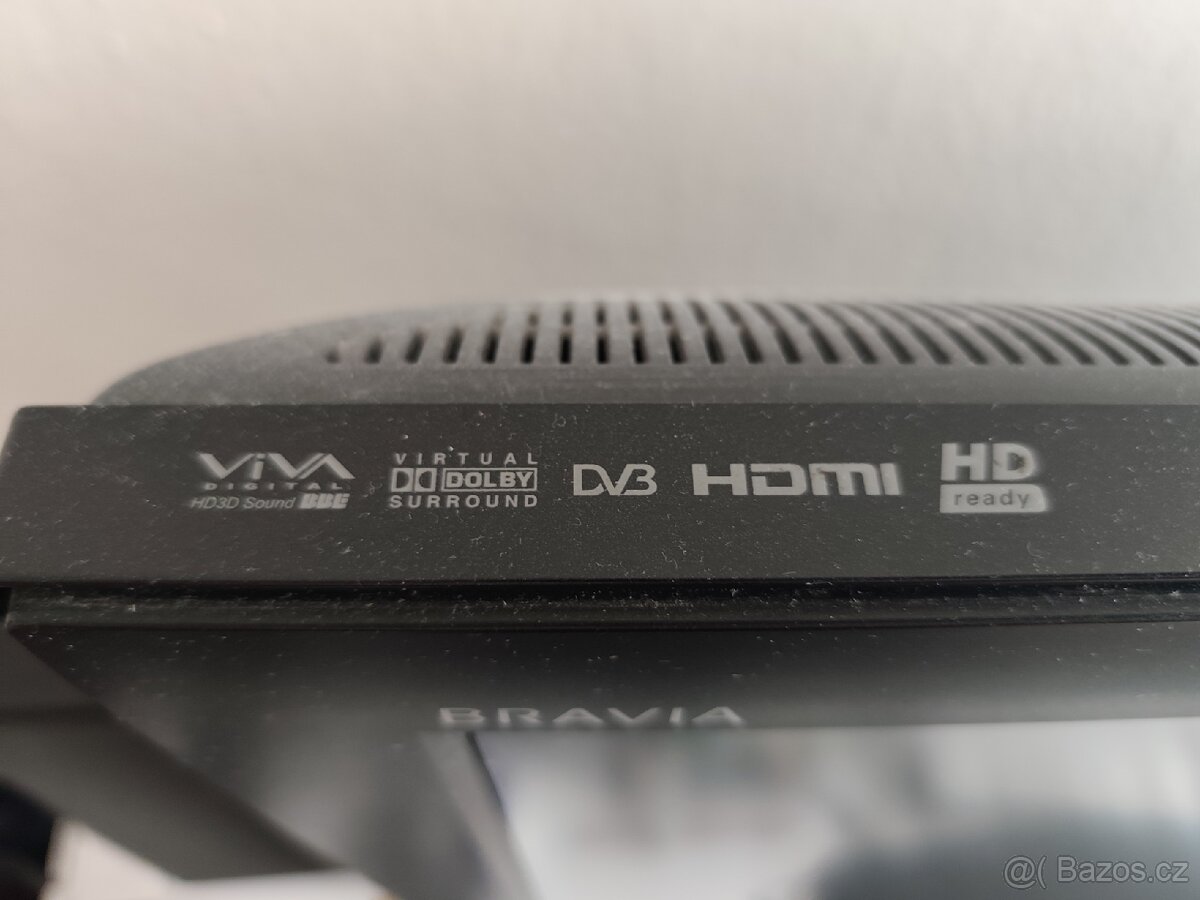 ViVA
DIGITAL
HD3D Sound BBE
VIRTUAL
DOLBY
SURROUND
DVB
HDMI
HD
ready
BRAVIA
@( Bazos.cz